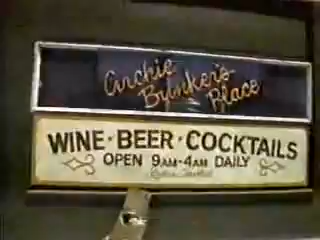 Archie
Bunker's
Place
WINE · BEER · COCKTAILS
OPEN 9AM-4AM DAILY